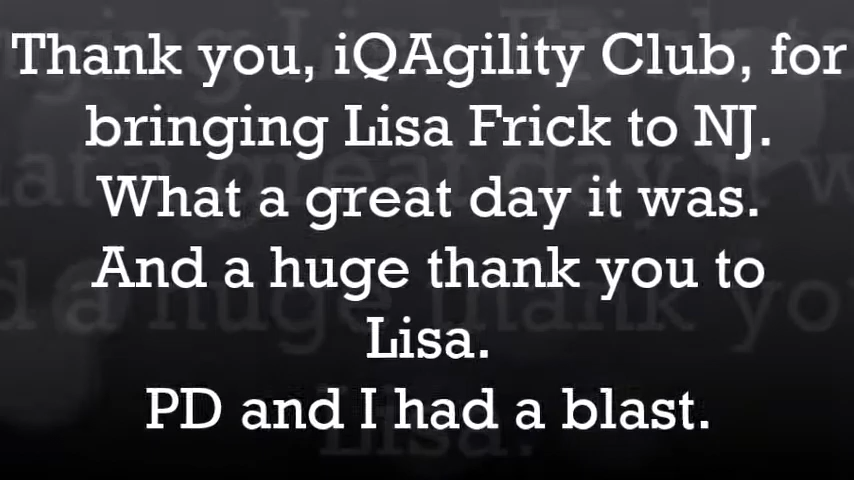 Thank you, iQAgility Club, for
bringing Lisa Frick to NJ.
What a great day it was.
And a huge thank you to
Lisa.
PD and I had a blast.